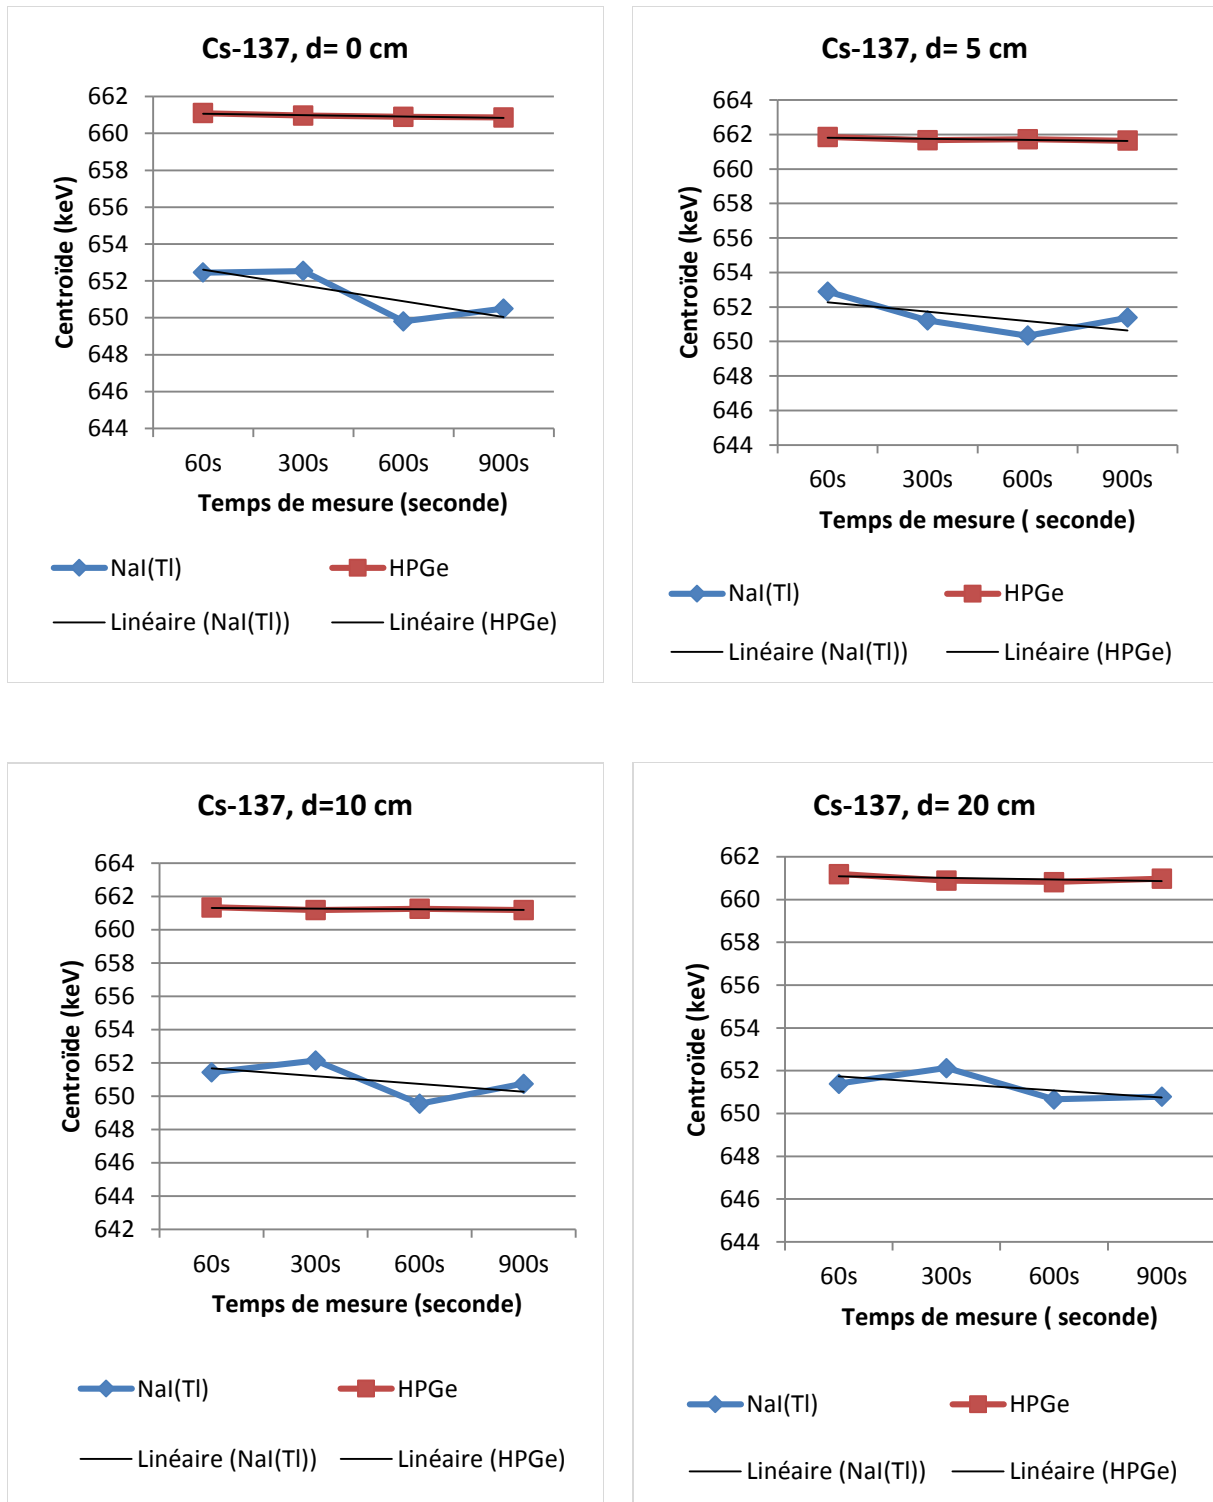 Cs-137, d= 0 cm
662
660
658
656
654
652
650
648
646
644
Centroïde (keV)
60s 300s 600s 900s
Temps de mesure (seconde)
NaI(Tl) HPGe
Linéaire (NaI(Tl)) Linéaire (HPGe)
Cs-137, d= 5 cm
664
662
660
658
656
654
652
650
648
646
644
Centroïde (keV)
60s 300s 600s 900s
Temps de mesure ( seconde)
NaI(Tl) HPGe
Linéaire (NaI(Tl)) Linéaire (HPGe)
Cs-137, d=10 cm
664
662
660
658
656
654
652
650
648
646
644
642
Centroïde (keV)
60s 300s 600s 900s
Temps de mesure (seconde)
NaI(Tl) HPGe
Linéaire (NaI(Tl)) Linéaire (HPGe)
Cs-137, d= 20 cm
662
660
658
656
654
652
650
648
646
644
Centroïde (keV)
60s 300s 600s 900s
Temps de mesure ( seconde)
NaI(Tl) HPGe
Linéaire (NaI(Tl)) Linéaire (HPGe)